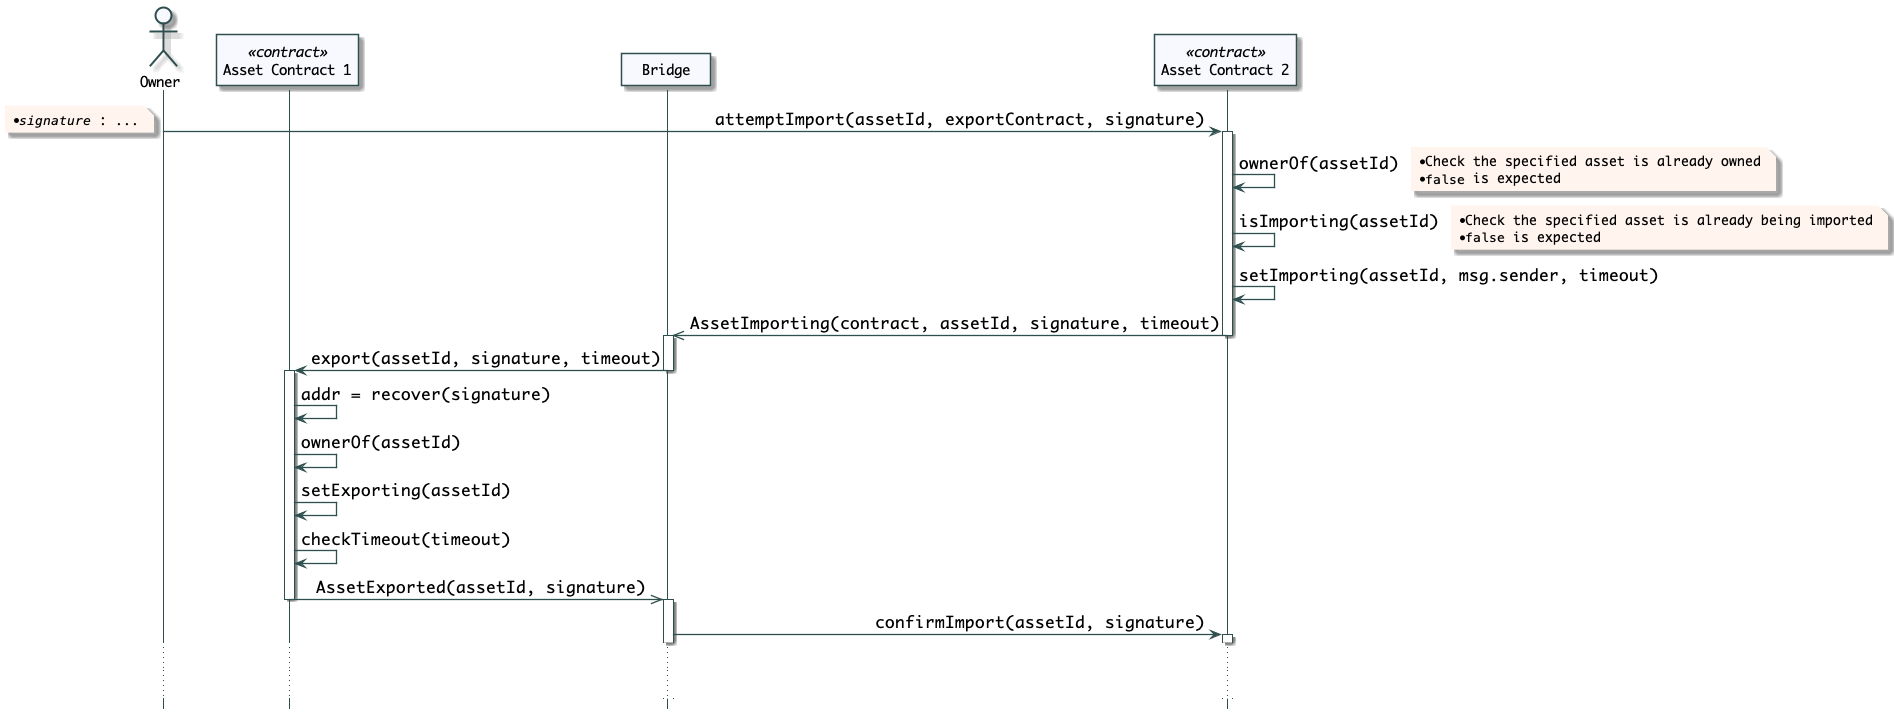 Owner
«contract»
Asset Contract 1
Bridge
«contract»
Asset Contract 2
•signature : ...
attemptImport(assetId, exportContract, signature)
ownerOf(assetId)
•Check the specified asset is already owned
•false is expected
isImporting(assetId)
•Check the specified asset is already being imported
•false is expected
setImporting(assetId, msg.sender, timeout)
AssetImporting(contract, assetId, signature, timeout)
export(assetId, signature, timeout)
addr = recover(signature)
ownerOf(assetId)
setExporting(assetId)
checkTimeout(timeout)
AssetExported(assetId, signature)
confirmImport(assetId, signature)